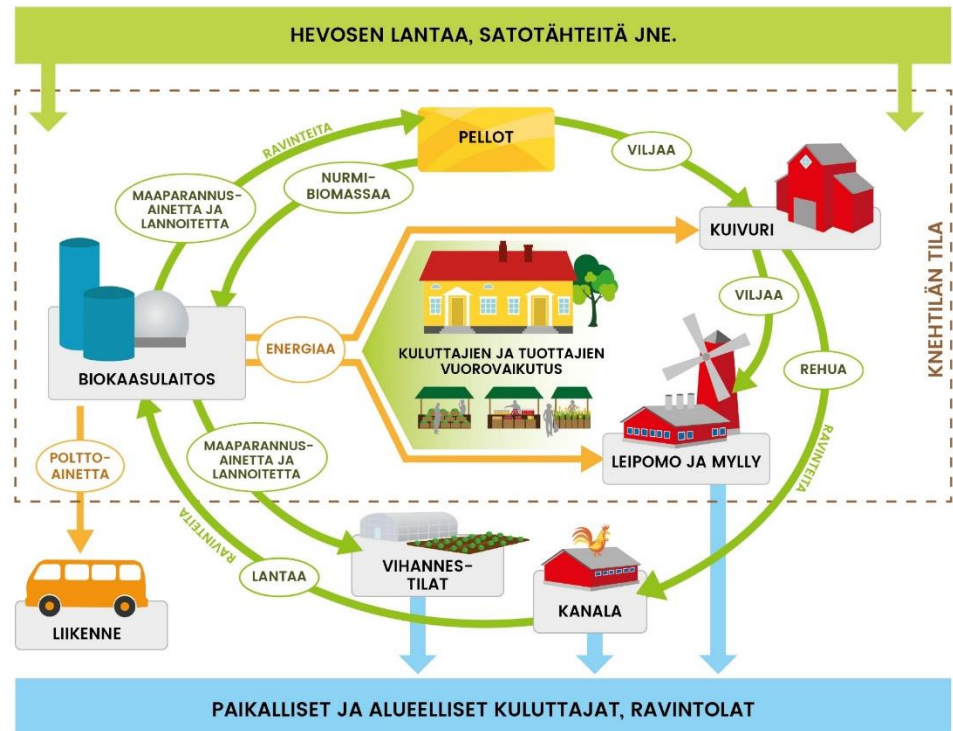 HEVOSEN LANTAA, SATOTÄHTEITÄ JNE.
RAVINTEITA
PELLOT
VILJAA
MAAPARANNUS-
AINETTA JA
LANNOITETTA
NURMI-
BIOMASSAA
KUIVURI
KNEHTILÄN TILA
VILJAA
ENERGIAA
KULUTTAJIEN JA TUOTTAJIEN
VUOROVAIKUTUS
BIOKAASULAITOS
REHUA
MAAPARANNUS-
AINETTA JA
LANNOITETTA
POLTTO-
AINETTA
LEIPOMO JA MYLLY
RAVINTEITA
RAVINTEITA
LANTAA
VIHANNES-
TILAT
KANALA
LIIKENNE
PAIKALLISET JA ALUEELLISET KULUTTAJAT, RAVINTOLAT